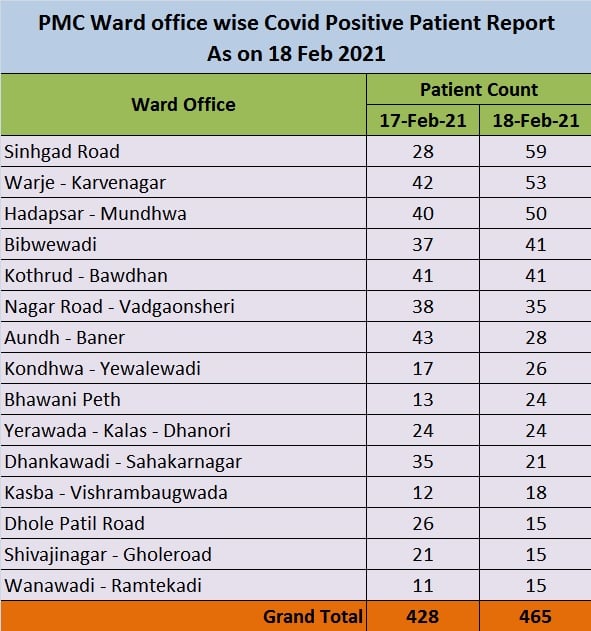 PMC Ward office wise Covid Positive Patient Report
As on 18 Feb 2021
Ward Office Patient Count
17-Feb-21 18-Feb-21
Sinhgad Road 28 59
Warje - Karvenagar 42 53
Hadapsar - Mundhwa 40 50
Bibwewadi 37 41
Kothrud - Bawdhan 41 41
Nagar Road - Vadgaonsheri 38 35
Aundh - Baner 43 28
Kondhwa - Yewalewadi 17 26
Bhawani Peth 13 24
Yerawada - Kalas - Dhanori 24 24
Dhankawadi - Sahakarnagar 35 21
Kasba - Vishrambaugwada 12 18
Dhole Patil Road 26 15
Shivajinagar - Gholeroad 21 15
Wanawadi - Ramtekadi 11 15
Grand Total 428 465